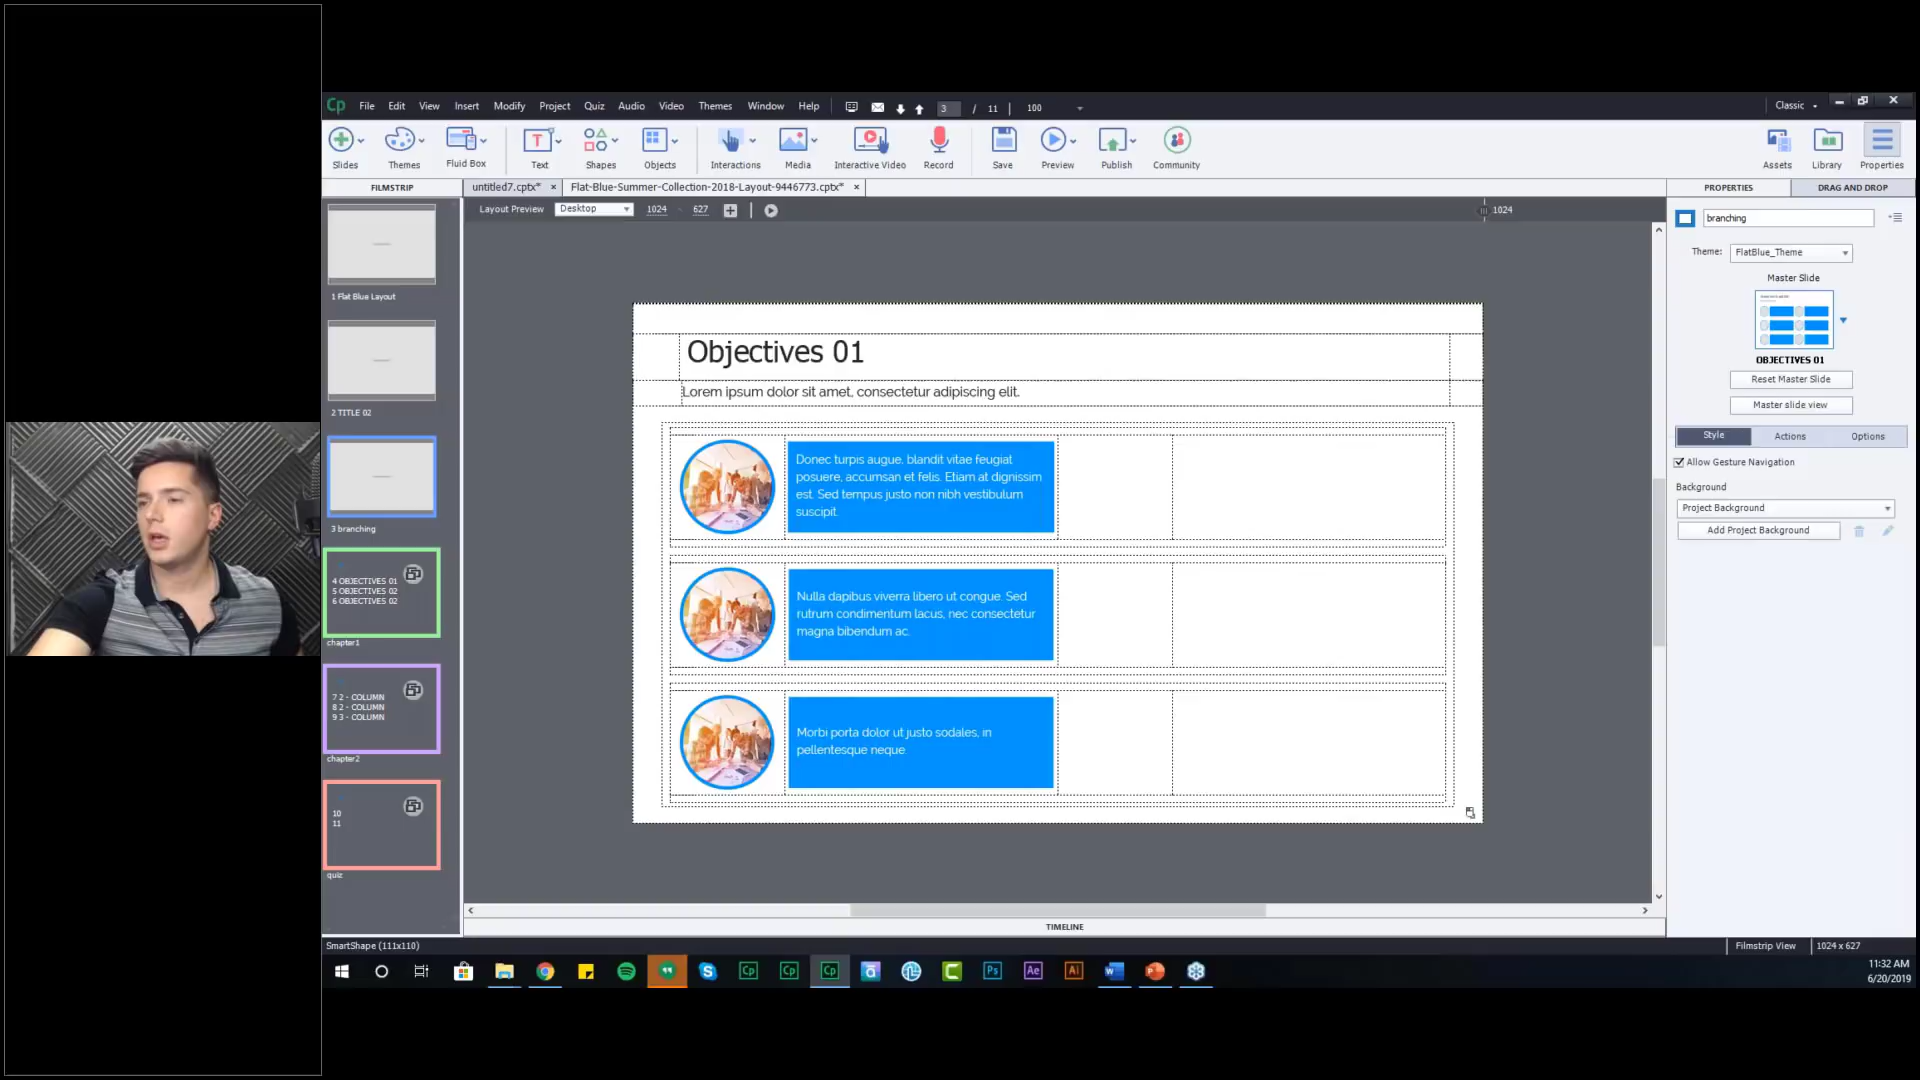 Cp File Edit View Insert Modify Project Quiz Audio Video Themes Window Help 3 / 11 100 Classic
Slides Themes Fluid Box Text Shapes Objects Interactions Media Interactive Video Record Save Preview Publish Community Assets Library Properties
FILMSTRIP untitled7.cptx* × Flat-Blue-Summer-Collection-2018-Layout-9446773.cptx* × PROPERTIES DRAG AND DROP
Layout Preview Desktop 1024 627 1024
1 Flat Blue Layout
2 TITLE 02
3 branching
4 OBJECTIVES 01
5 OBJECTIVES 02
6 OBJECTIVES 02
chapter1
7 2 - COLUMN
8 2 - COLUMN
9 3 - COLUMN
chapter2
10
11
quiz
Objectives 01
Lorem ipsum dolor sit amet, consectetur adipiscing elit.
Donec turpis augue, blandit vitae feugiat
posuere, accumsan et felis. Etiam at dignissim
est. Sed tempus justo non nibh vestibulum
suscipit.
Nulla dapibus viverra libero ut congue. Sed
rutrum condimentum lacus, nec consectetur
magna bibendum ac.
Morbi porta dolor ut justo sodales, in
pellentesque neque
branching
Theme: FlatBlue_Theme
Master Slide
OBJECTIVES 01
Reset Master Slide
Master slide view
Style Actions Options
Allow Gesture Navigation
Background
Project Background
Add Project Background
TIMELINE
SmartShape (111x110) Filmstrip View 1024 x 627
Cp Cp Cp Ps Ae Ai
11:32 AM
6/20/2019